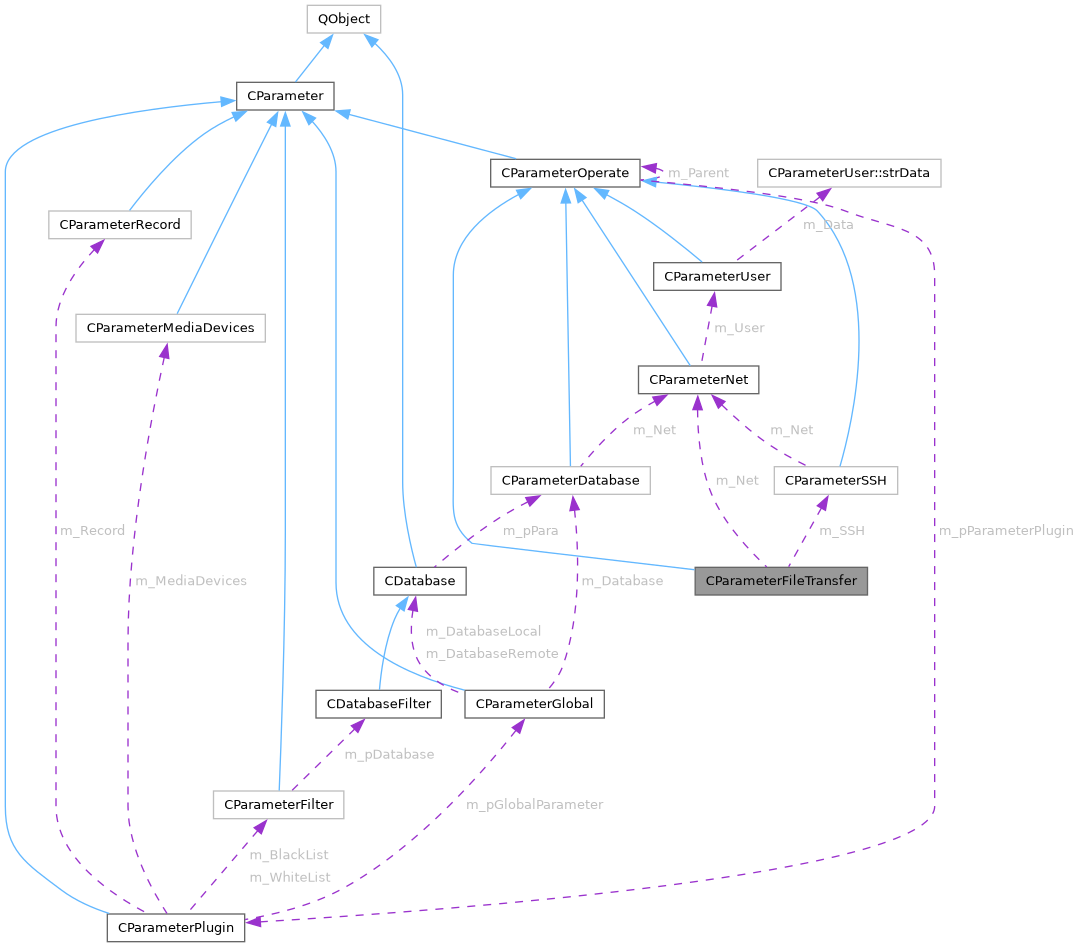 QObject
CParameter
CParameterOperate
m_Parent
CParameterUser::strData
CParameterRecord
m_Data
CParameterUser
CParameterMediaDevices
m_User
CParameterNet
m_Net
m_Net
CParameterDatabase
m_Net
CParameterSSH
m_Record
m_pPara
m_SSH
m_pParameterPlugin
m_MediaDevices
CDatabase
m_Database
CParameterFileTransfer
m_DatabaseLocal
m_DatabaseRemote
CDatabaseFilter
CParameterGlobal
m_pDatabase
CParameterFilter
m_pGlobalParameter
m_BlackList
m_WhiteList
CParameterPlugin